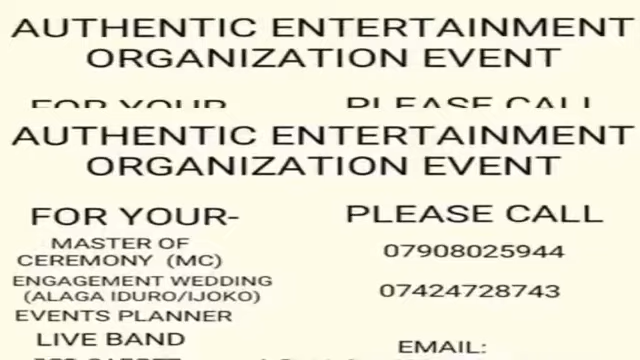 AUTHENTIC ENTERTAINMENT
ORGANIZATION EVENT
FOR YOUR PLEASE CALL
AUTHENTIC ENTERTAINMENT
ORGANIZATION EVENT
FOR YOUR-
MASTER OF
CEREMONY (MC)
ENGAGEMENT WEDDING
(ALAGA IDURO/IJOKO)
EVENTS PLANNER
LIVE BAND
PLEASE CALL
07908025944
07424728743
EMAIL: